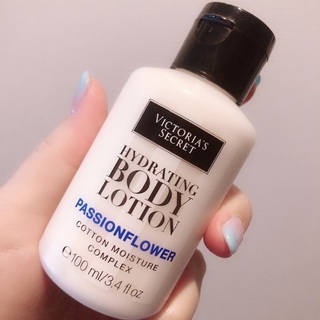 VICTORIA'S
SECRET
HYDRATING
BODY
LOTION
PASSIONFLOWER
COTTON MOISTURE
COMPLEX
℮100 ml/3.4 fl oz